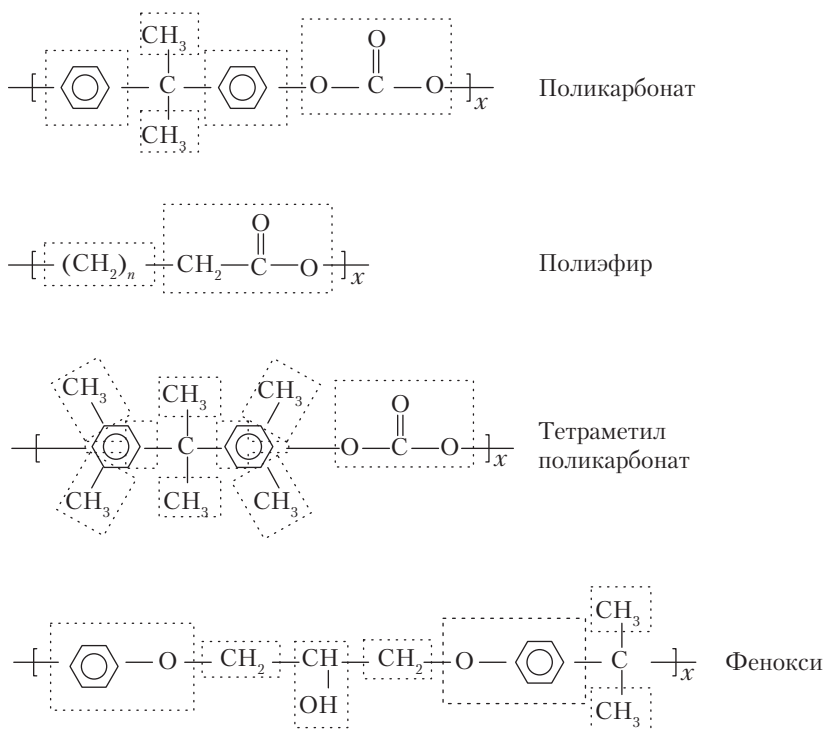 CH₃
O
[ C O C O ]x Поликарбонат
CH₃
O
[ (CH₂)ₙ CH₂ C O ]x Полиэфир
CH₃ CH₃ CH₃
O
[ C O C O ]x Тетраметил
поликарбонат
CH₃ CH₃ CH₃
CH₃
[ O CH₂ CH CH₂ O C ]x Фенокси
OH CH₃